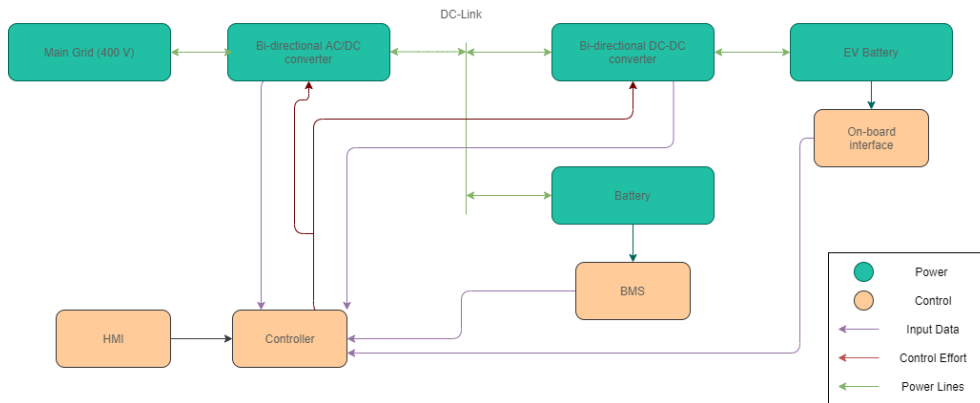 DC-Link
Main Grid (400 V)
Bi-directional AC/DC
converter
Bi-directional DC-DC
converter
EV Battery
On-board
interface
Battery
BMS
HMI
Controller
Power
Control
Input Data
Control Effort
Power Lines